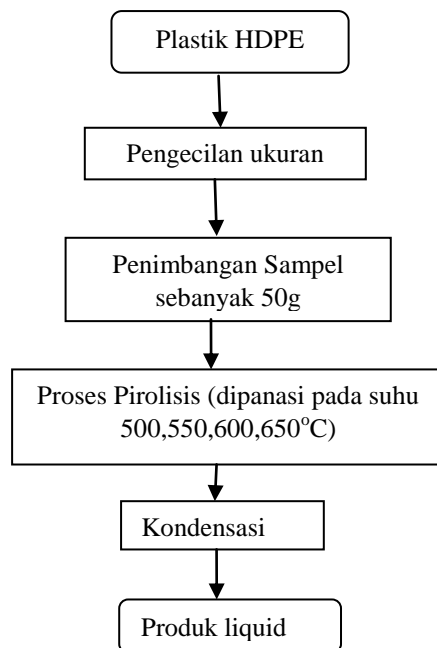 Plastik HDPE
Pengecilan ukuran
Penimbangan Sampel
sebanyak 50g
Proses Pirolisis (dipanasi pada suhu
500,550,600,650°C)
Kondensasi
Produk liquid